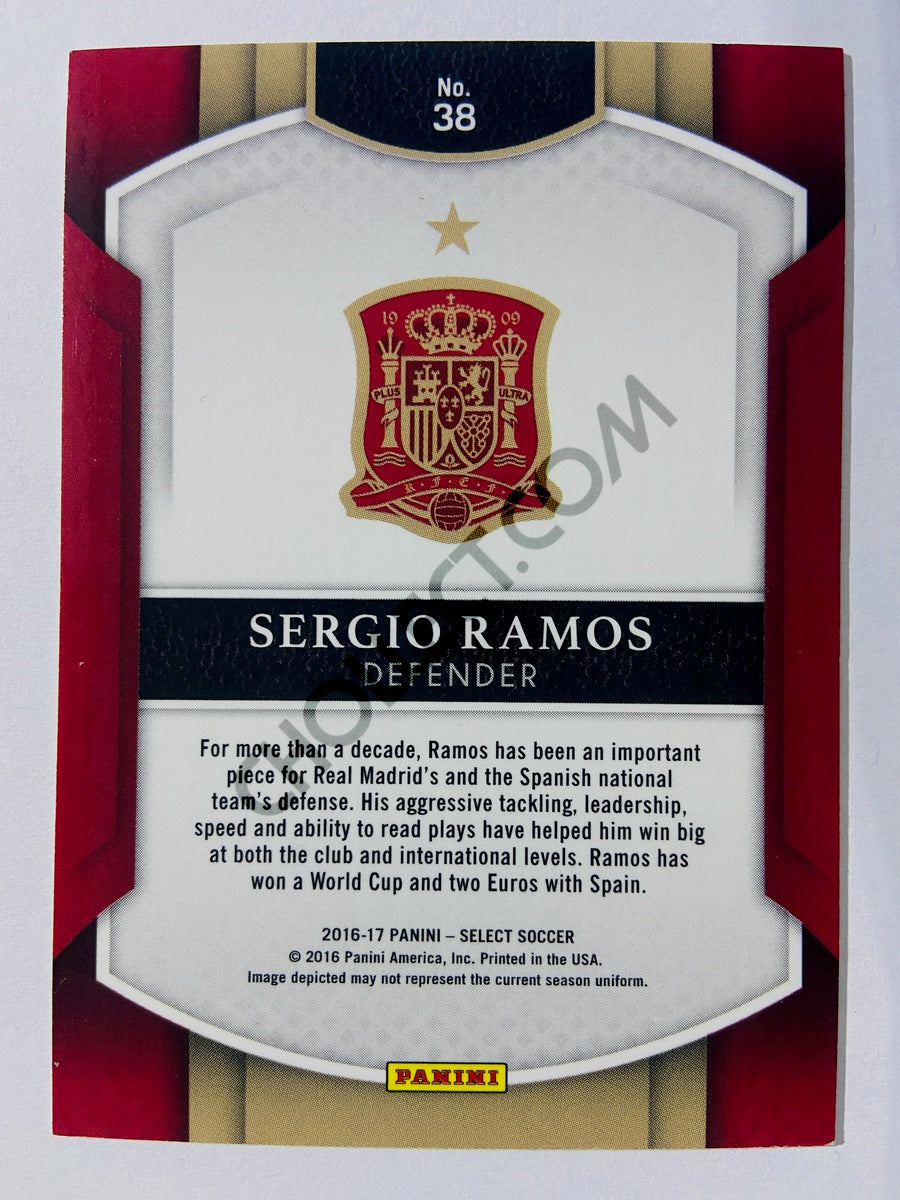 No.
38
19 09
PLUS ULTRA
R · F · E · F
SERGIO RAMOS
DEFENDER
For more than a decade, Ramos has been an important
piece for Real Madrid's and the Spanish national
team's defense. His aggressive tackling, leadership,
speed and ability to read plays have helped him win big
at both the club and international levels. Ramos has
won a World Cup and two Euros with Spain.
2016-17 PANINI – SELECT SOCCER
© 2016 Panini America, Inc. Printed in the USA.
Image depicted may not represent the current season uniform.
PANINI
CHOLLECT.COM